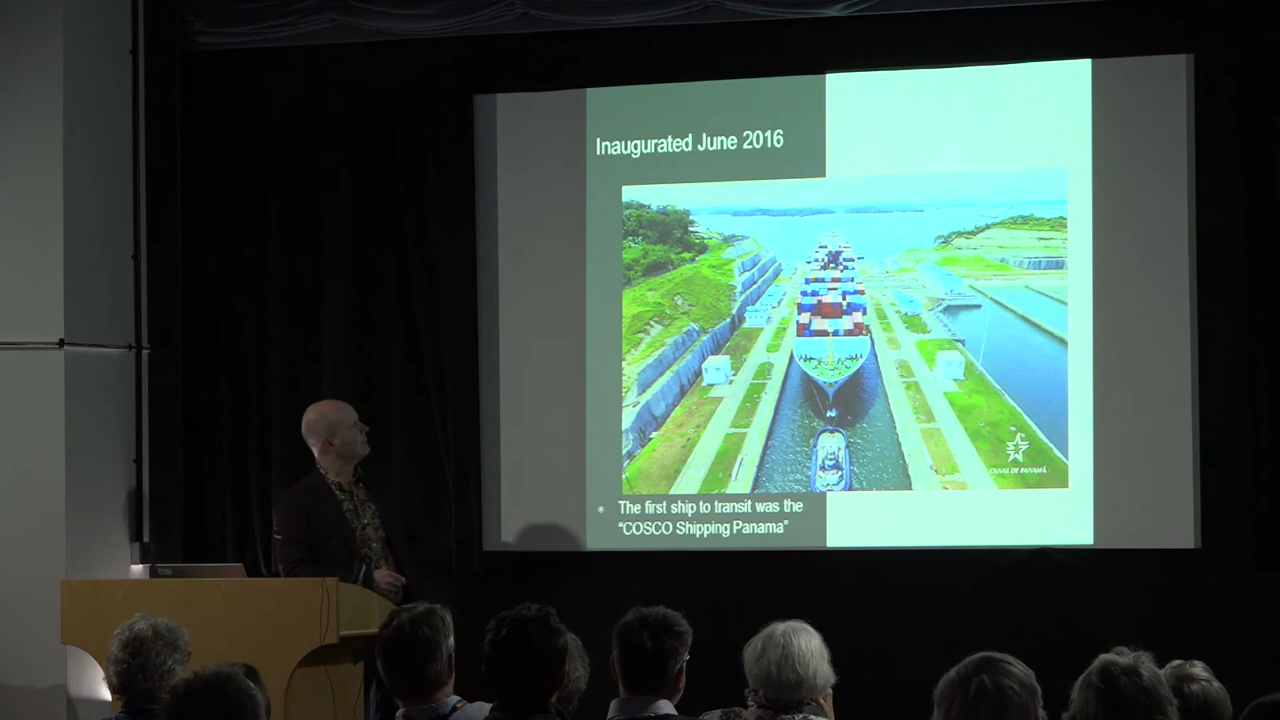 Inaugurated June 2016
CANAL DE PANAMÁ
The first ship to transit was the
“COSCO Shipping Panama”